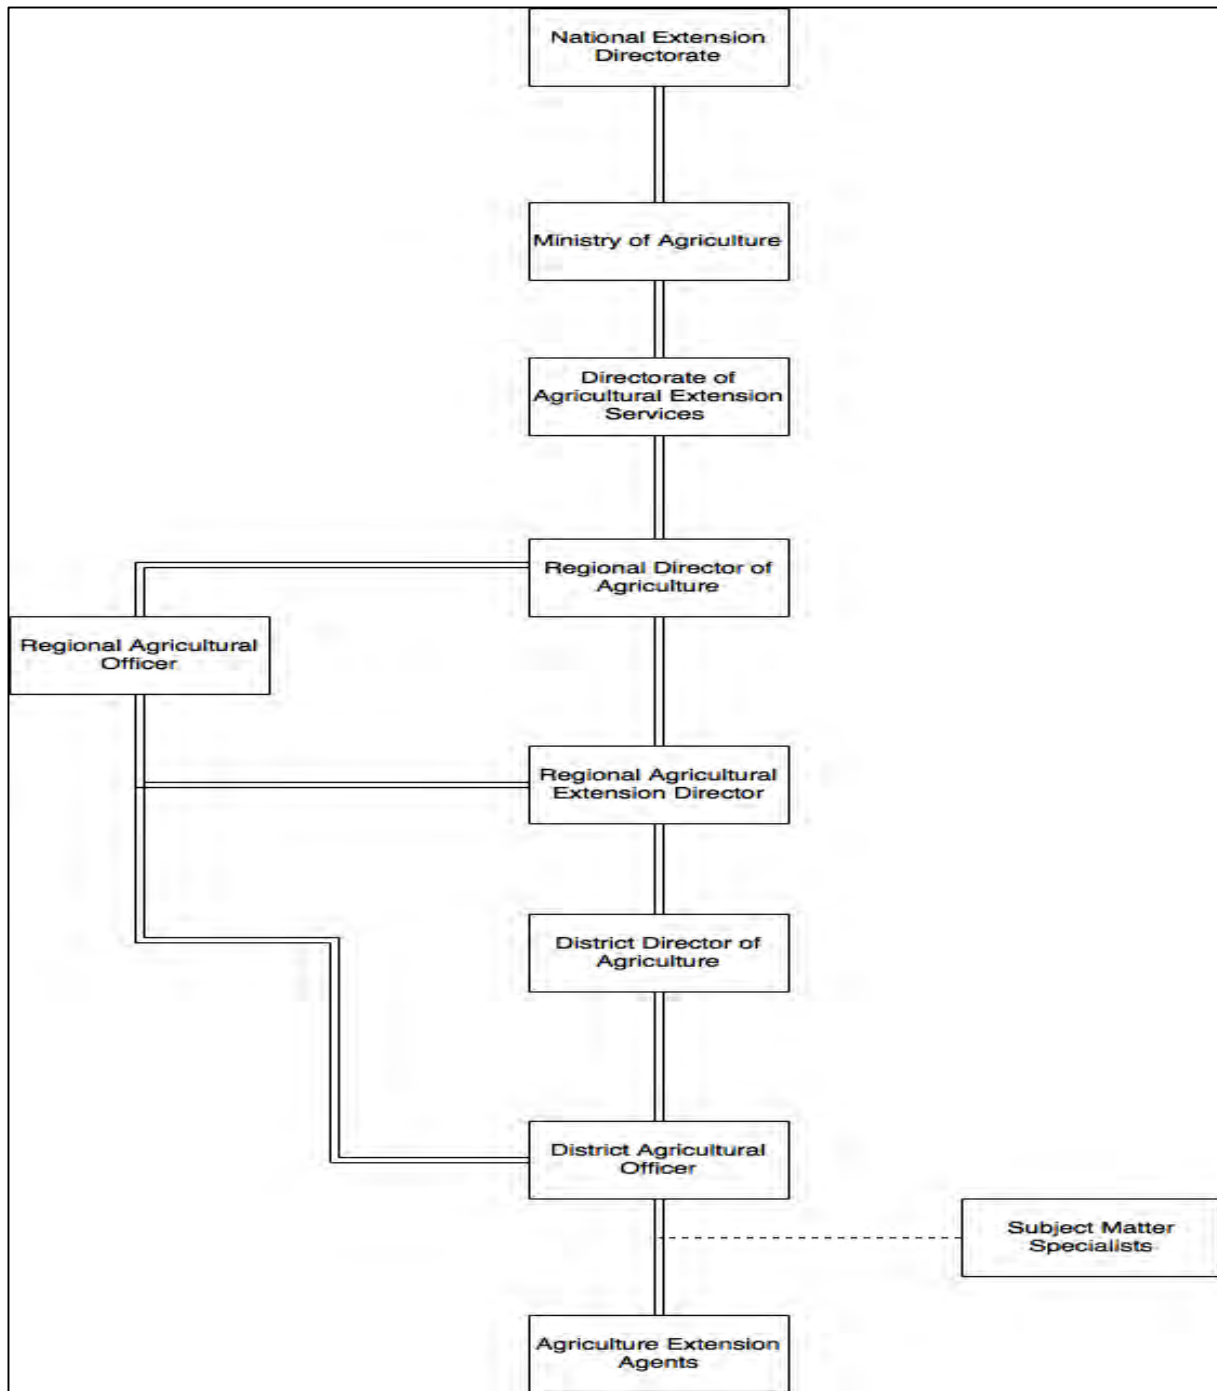 National Extension
Directorate
Ministry of Agriculture
Directorate of
Agricultural Extension
Services
Regional Director of
Agriculture
Regional Agricultural
Officer
Regional Agricultural
Extension Director
District Director of
Agriculture
District Agricultural
Officer
Subject Matter
Specialists
Agriculture Extension
Agents